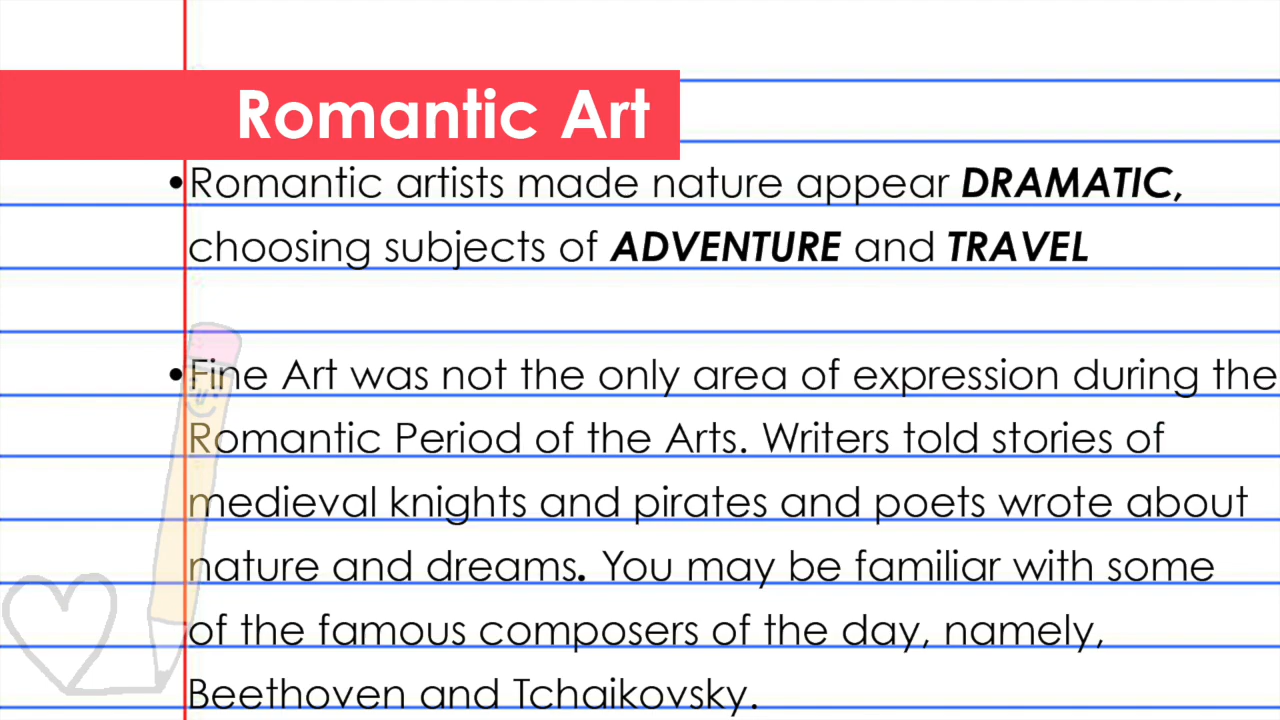 Romantic Art
•Romantic artists made nature appear DRAMATIC,
choosing subjects of ADVENTURE and TRAVEL
•Fine Art was not the only area of expression during the
Romantic Period of the Arts. Writers told stories of
medieval knights and pirates and poets wrote about
nature and dreams. You may be familiar with some
of the famous composers of the day, namely,
Beethoven and Tchaikovsky.